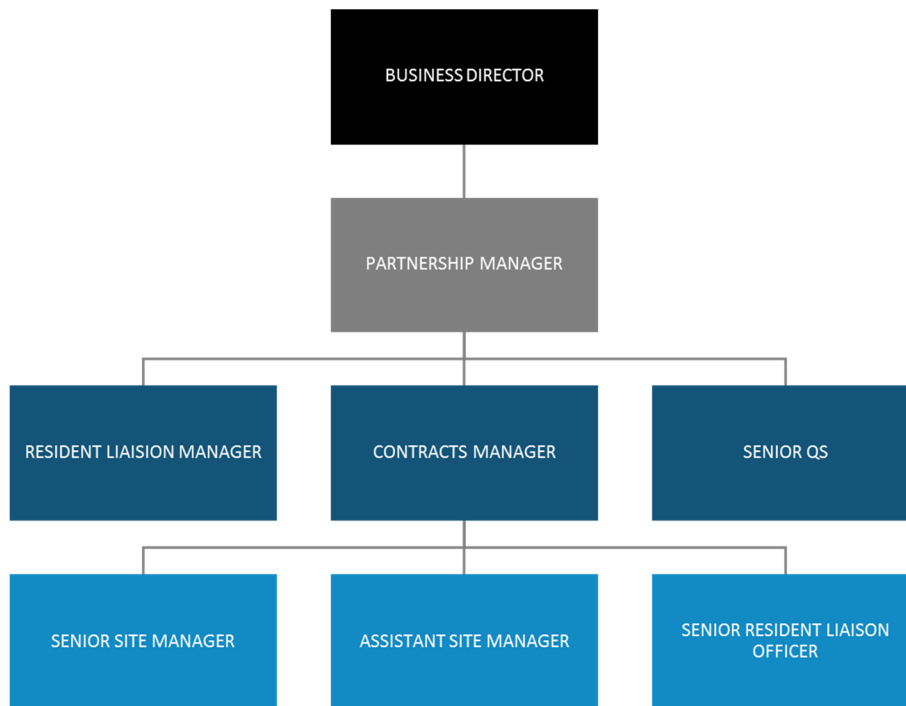 BUSINESS DIRECTOR
PARTNERSHIP MANAGER
RESIDENT LIAISION MANAGER
CONTRACTS MANAGER
SENIOR QS
SENIOR SITE MANAGER
ASSISTANT SITE MANAGER
SENIOR RESIDENT LIAISON
OFFICER